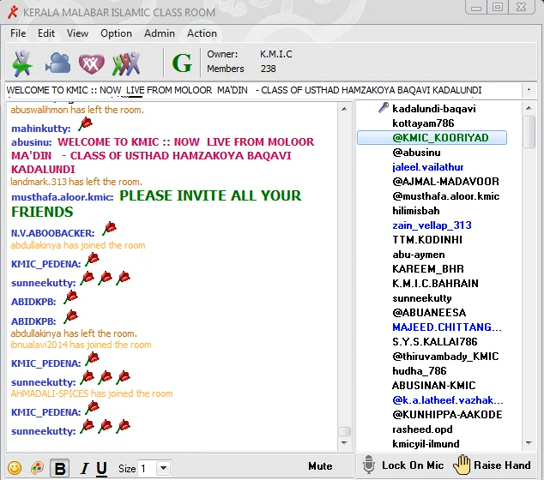 KERALA MALABAR ISLAMIC CLASS ROOM
File Edit View Option Admin Action
G Owner: K.M.I.C
Members 238
WELCOME TO KMIC :: NOW LIVE FROM MOLOOR MA'DIN - CLASS OF USTHAD HAMZAKOYA BAQAVI KADALUNDI
abuswalihmon has left the room.
mahinkutty:
abusinu: WELCOME TO KMIC :: NOW LIVE FROM MOLOOR
MA'DIN - CLASS OF USTHAD HAMZAKOYA BAQAVI
KADALUNDI
landmark.313 has left the room.
musthafa.aloor.kmic: PLEASE INVITE ALL YOUR
FRIENDS
N.V.ABOOBACKER:
abdullakinya has joined the room
KMIC_PEDENA:
sunneekutty:
ABIDKPB:
ABIDKPB:
abdullakinya has left the room.
ibnualavi2014 has joined the room
KMIC_PEDENA:
sunneekutty:
AHMADALI-SPICES has joined the room
KMIC_PEDENA:
sunneekutty:
kadalundi-baqavi
kottayam786
@KMIC_KOORIYAD
@abusinu
jaleel.vailathur
@AJMAL-MADAVOOR
@musthafa.aloor.kmic
hilimisbah
zain_vellap_313
TTM.KODINHI
abu-aymen
KAREEM_BHR
K.M.I.C.BAHRAIN
sunneekutty
@ABUANEESA
MAJEED.CHITTANG...
S.Y.S.KALLAI786
@thiruvambady_KMIC
hudha_786
ABUSINAN-KMIC
@k.a.latheef.vazhak...
@KUNHIPPA-AAKODE
rasheed.opd
kmicyil-ilmund
B I U Size 1 Mute Lock On Mic Raise Hand